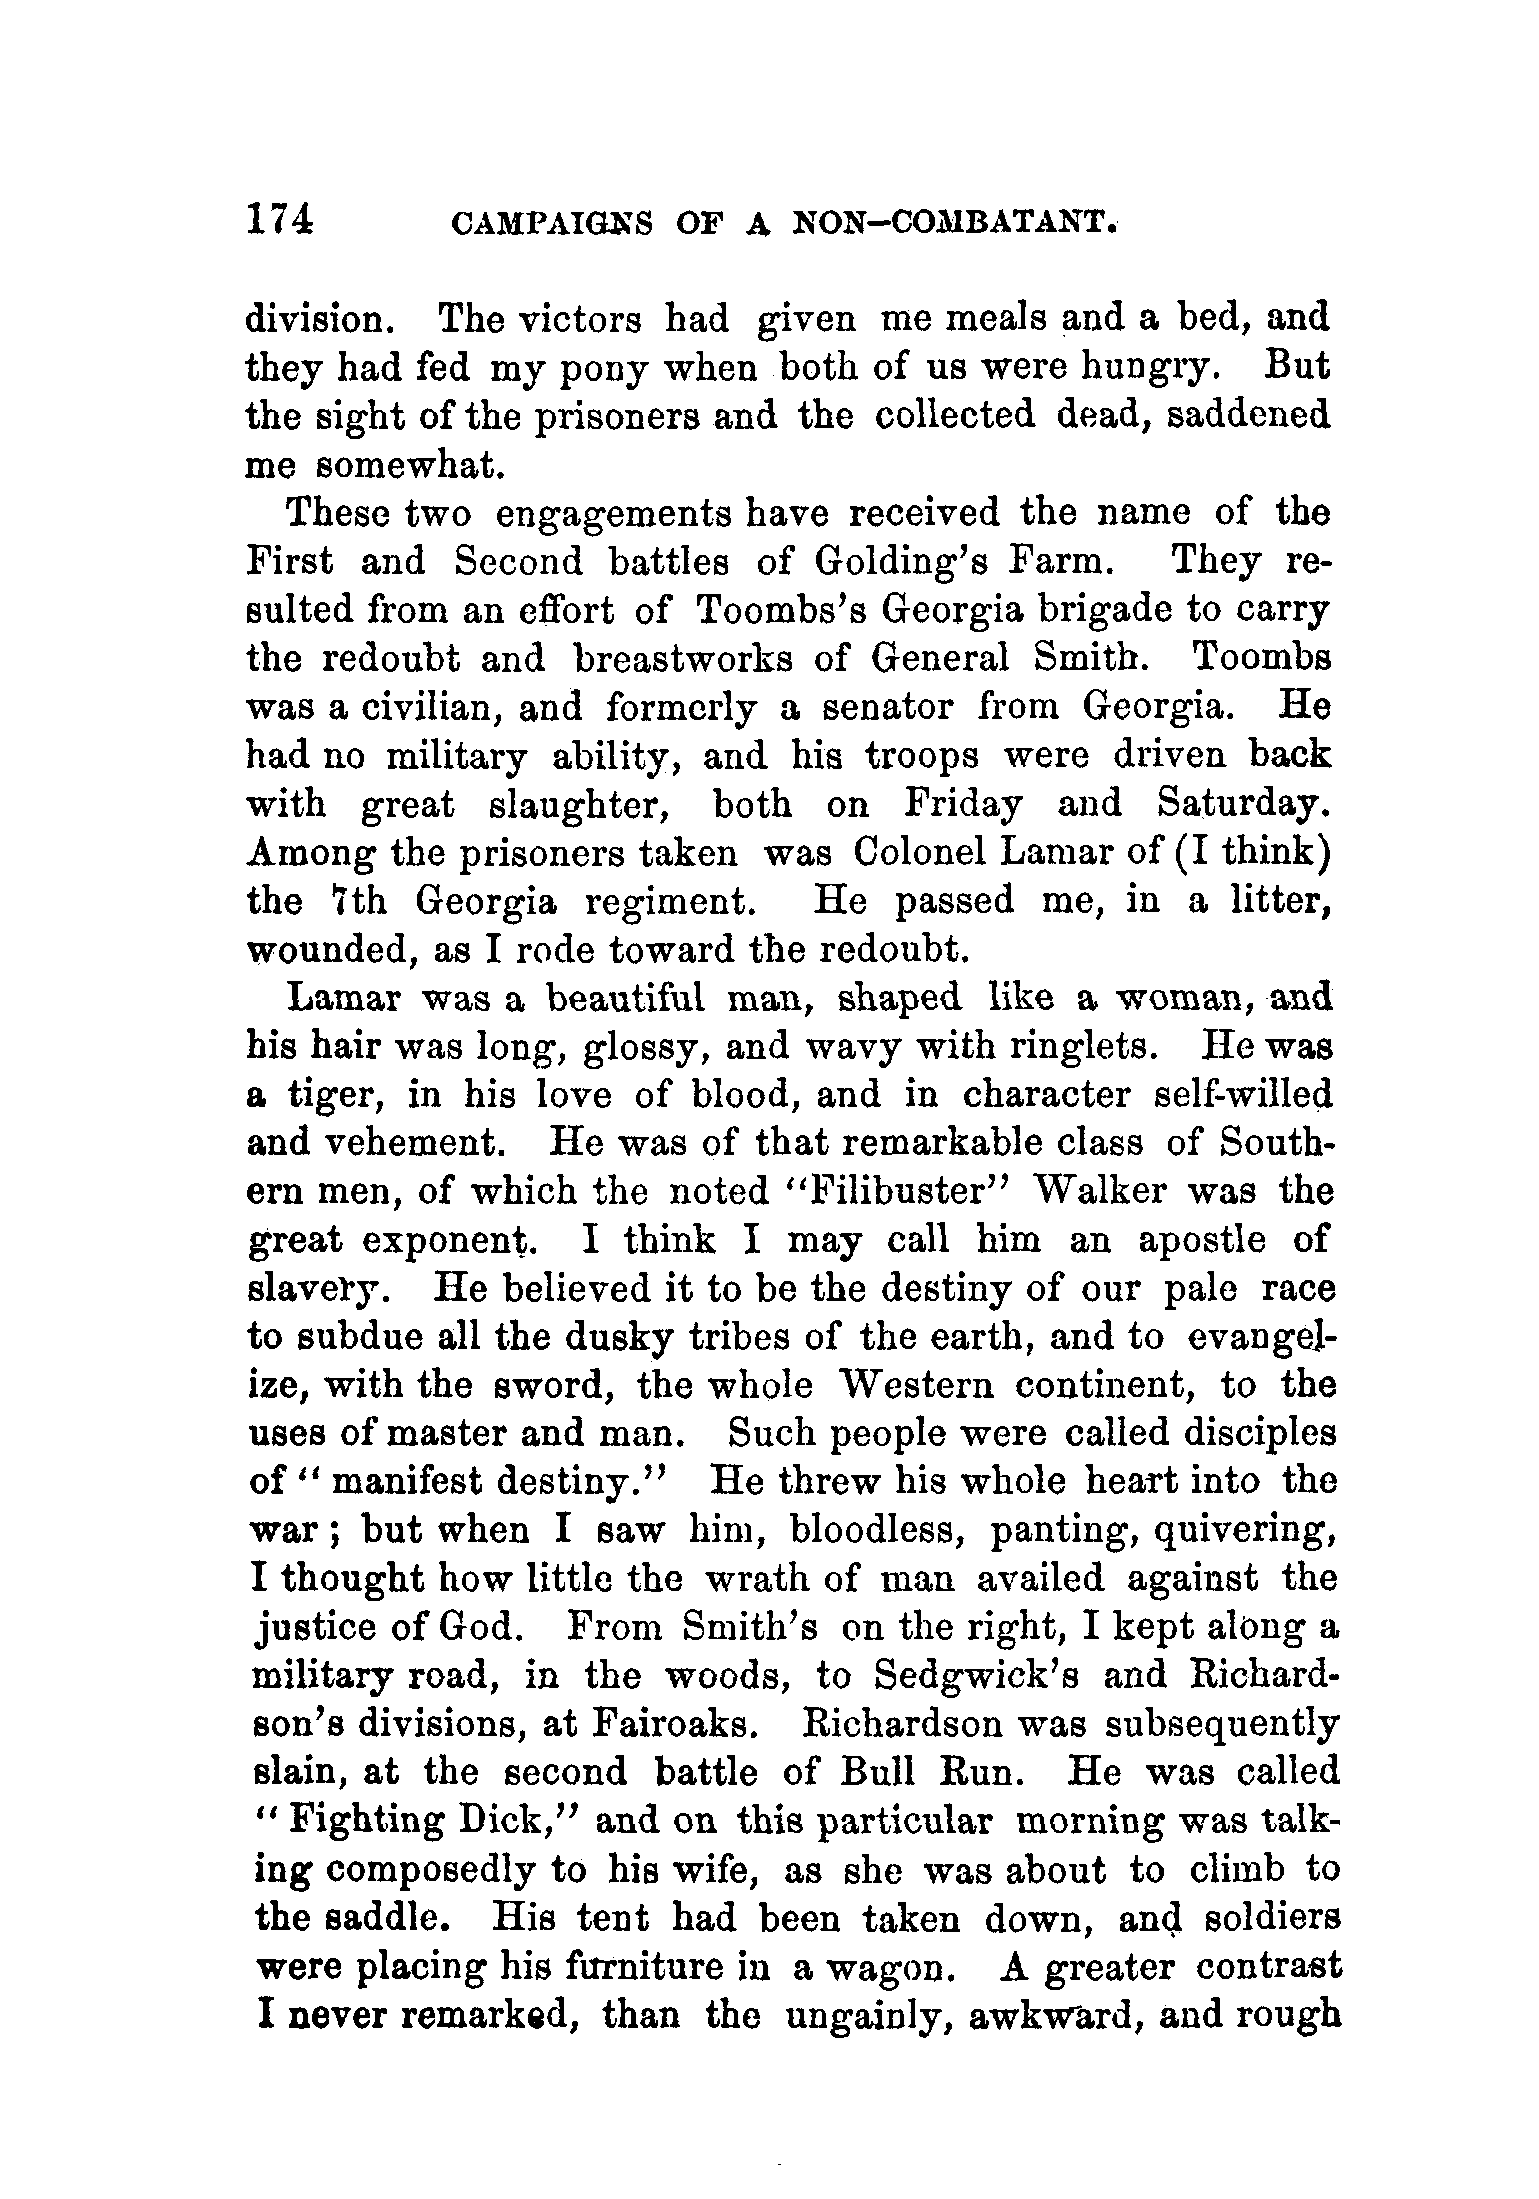 174 CAMPAIGNS OF A NON-COMBATANT.
division. The victors had given me meals and a bed, and
they had fed my pony when both of us were hungry. But
the sight of the prisoners and the collected dead, saddened
me somewhat.
These two engagements have received the name of the
First and Second battles of Golding's Farm. They re-
sulted from an effort of Toombs's Georgia brigade to carry
the redoubt and breastworks of General Smith. Toombs
was a civilian, and formerly a senator from Georgia. He
had no military ability, and his troops were driven back
with great slaughter, both on Friday and Saturday.
Among the prisoners taken was Colonel Lamar of (I think)
the 7th Georgia regiment. He passed me, in a litter,
wounded, as I rode toward the redoubt.
Lamar was a beautiful man, shaped like a woman, and
his hair was long, glossy, and wavy with ringlets. He was
a tiger, in his love of blood, and in character self-willed
and vehement. He was of that remarkable class of South-
ern men, of which the noted "Filibuster" Walker was the
great exponent. I think I may call him an apostle of
slavery. He believed it to be the destiny of our pale race
to subdue all the dusky tribes of the earth, and to evangel-
ize, with the sword, the whole Western continent, to the
uses of master and man. Such people were called disciples
of "manifest destiny." He threw his whole heart into the
war; but when I saw him, bloodless, panting, quivering,
I thought how little the wrath of man availed against the
justice of God. From Smith's on the right, I kept along a
military road, in the woods, to Sedgwick's and Richard-
son's divisions, at Fairoaks. Richardson was subsequently
slain, at the second battle of Bull Run. He was called
"Fighting Dick," and on this particular morning was talk-
ing composedly to his wife, as she was about to climb to
the saddle. His tent had been taken down, and soldiers
were placing his furniture in a wagon. A greater contrast
I never remarked, than the ungainly, awkward, and rough